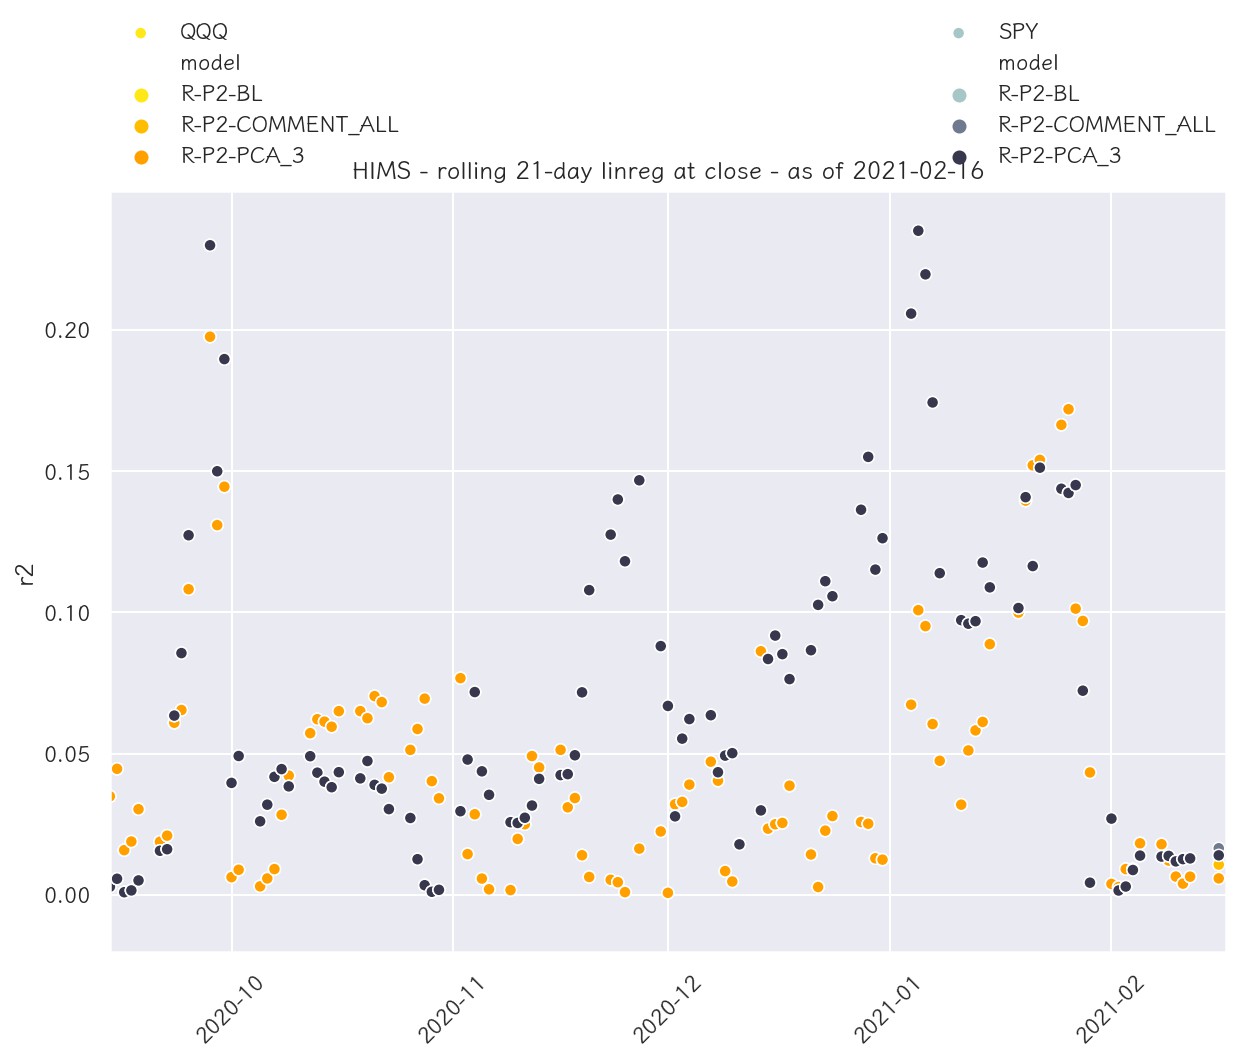 QQQ
model
R-P2-BL
R-P2-COMMENT_ALL
R-P2-PCA_3
SPY
model
R-P2-BL
R-P2-COMMENT_ALL
R-P2-PCA_3
HIMS - rolling 21-day linreg at close - as of 2021-02-16
r2
0.20
0.15
0.10
0.05
0.00
2020-10
2020-11
2020-12
2021-01
2021-02